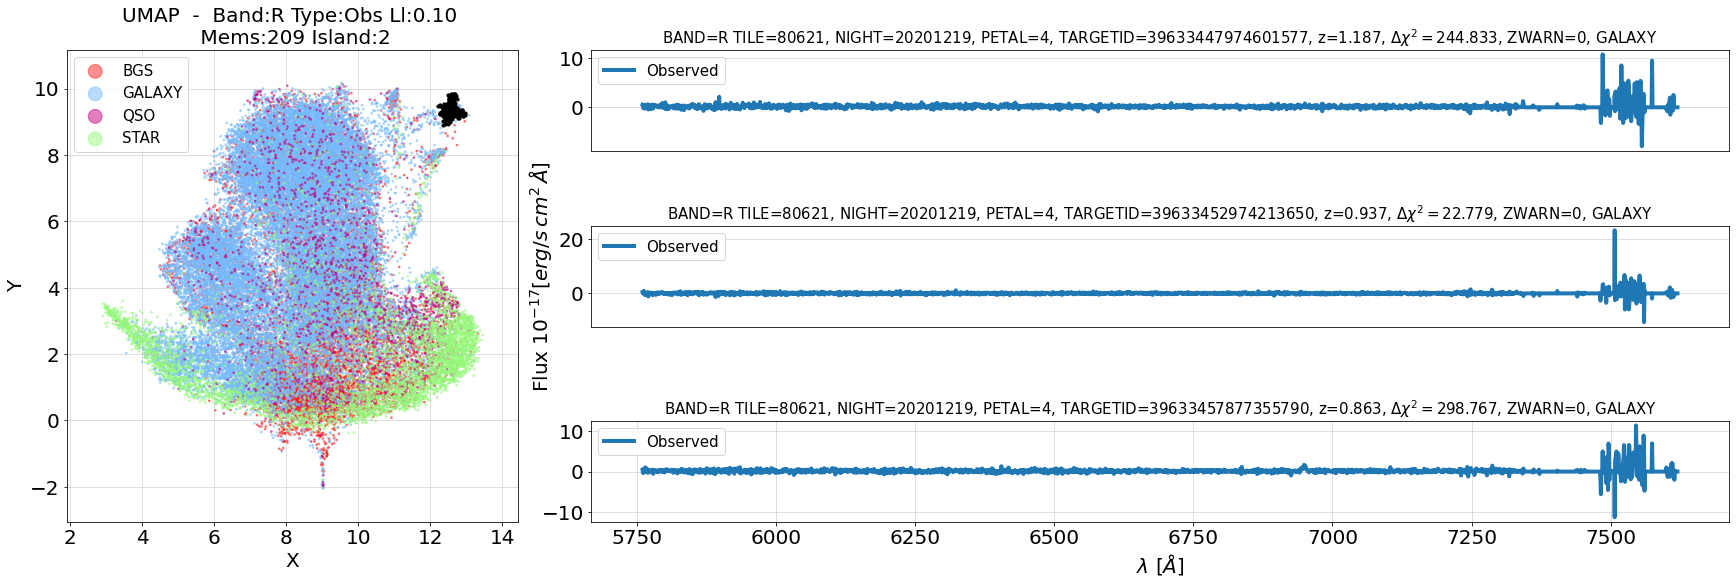 UMAP - Band:R Type:Obs Ll:0.10
Mems:209 Island:2
BGS
GALAXY
QSO
STAR
10
8
6
4
2
0
−2
Y
2
4
6
8
10
12
14
X
BAND=R TILE=80621, NIGHT=20201219, PETAL=4, TARGETID=39633447974601577, z=1.187, Δχ² = 244.833, ZWARN=0, GALAXY
Observed
10
0
BAND=R TILE=80621, NIGHT=20201219, PETAL=4, TARGETID=39633452974213650, z=0.937, Δχ² = 22.779, ZWARN=0, GALAXY
Observed
20
0
Flux 10⁻¹⁷[erg/s cm² Å]
BAND=R TILE=80621, NIGHT=20201219, PETAL=4, TARGETID=39633457877355790, z=0.863, Δχ² = 298.767, ZWARN=0, GALAXY
Observed
10
0
−10
5750
6000
6250
6500
6750
7000
7250
7500
λ [Å]